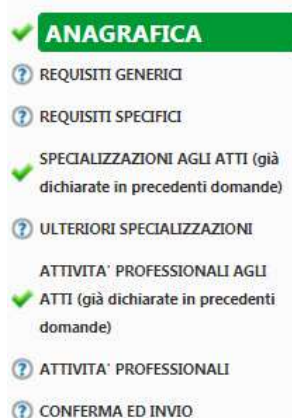 ANAGRAFICA
REQUISITI GENERICI
REQUISITI SPECIFICI
SPECIALIZZAZIONI AGLI ATTI (già
dichiarate in precedenti domande)
ULTERIORI SPECIALIZZAZIONI
ATTIVITA' PROFESSIONALI AGLI
ATTI (già dichiarate in precedenti
domande)
ATTIVITA' PROFESSIONALI
CONFERMA ED INVIO